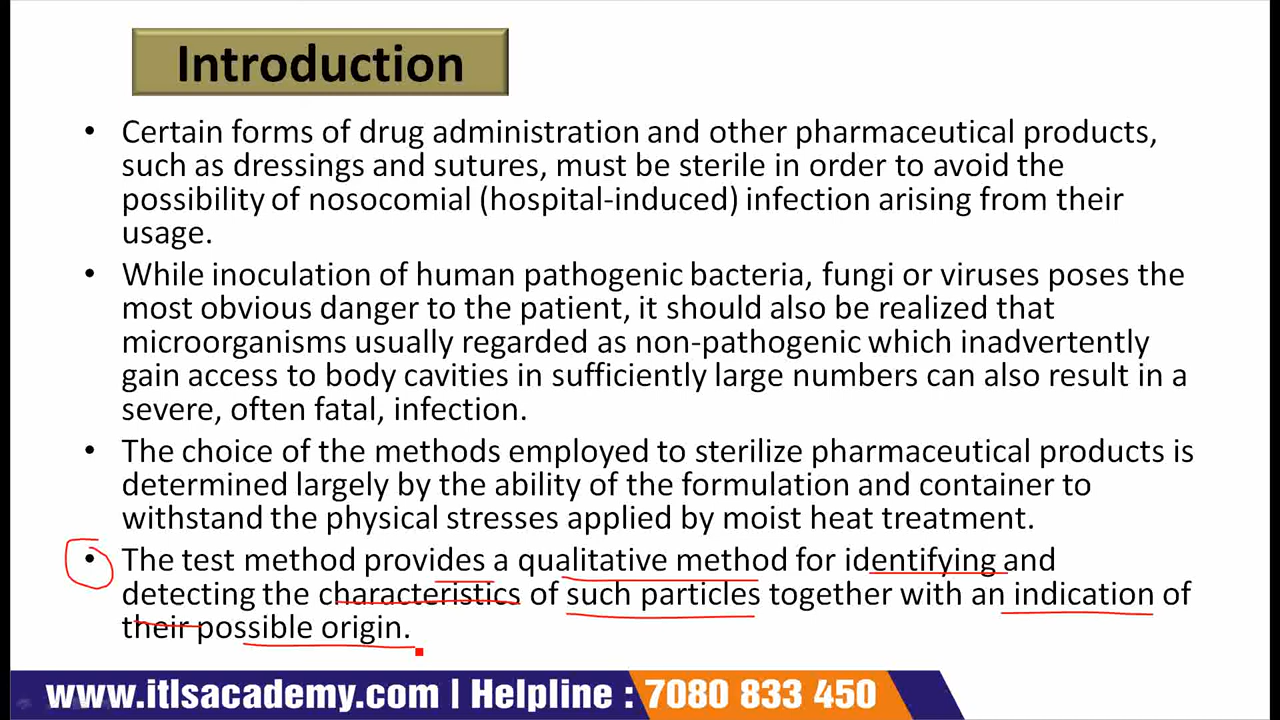 Introduction
• Certain forms of drug administration and other pharmaceutical products,
such as dressings and sutures, must be sterile in order to avoid the
possibility of nosocomial (hospital-induced) infection arising from their
usage.
• While inoculation of human pathogenic bacteria, fungi or viruses poses the
most obvious danger to the patient, it should also be realized that
microorganisms usually regarded as non-pathogenic which inadvertently
gain access to body cavities in sufficiently large numbers can also result in a
severe, often fatal, infection.
• The choice of the methods employed to sterilize pharmaceutical products is
determined largely by the ability of the formulation and container to
withstand the physical stresses applied by moist heat treatment.
• The test method provides a qualitative method for identifying and
detecting the characteristics of such particles together with an indication of
their possible origin.
www.itlsacademy.com | Helpline : 7080 833 450